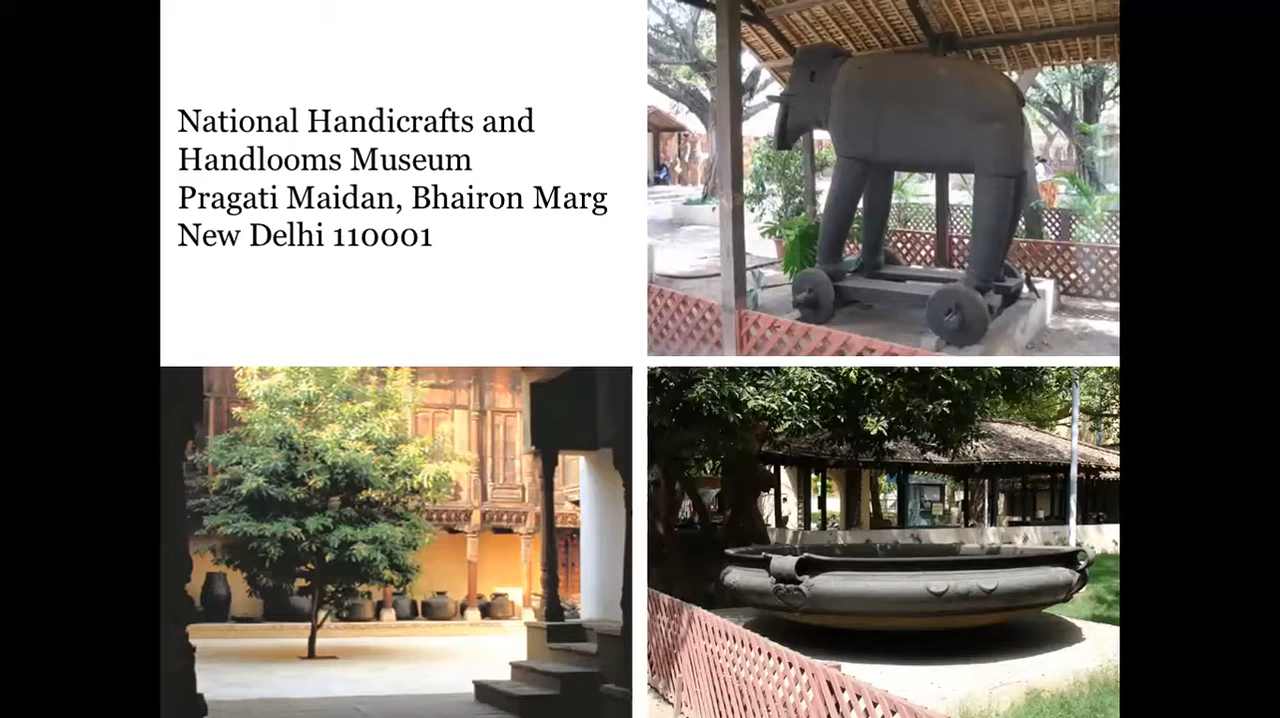 National Handicrafts and
Handlooms Museum
Pragati Maidan, Bhairon Marg
New Delhi 110001